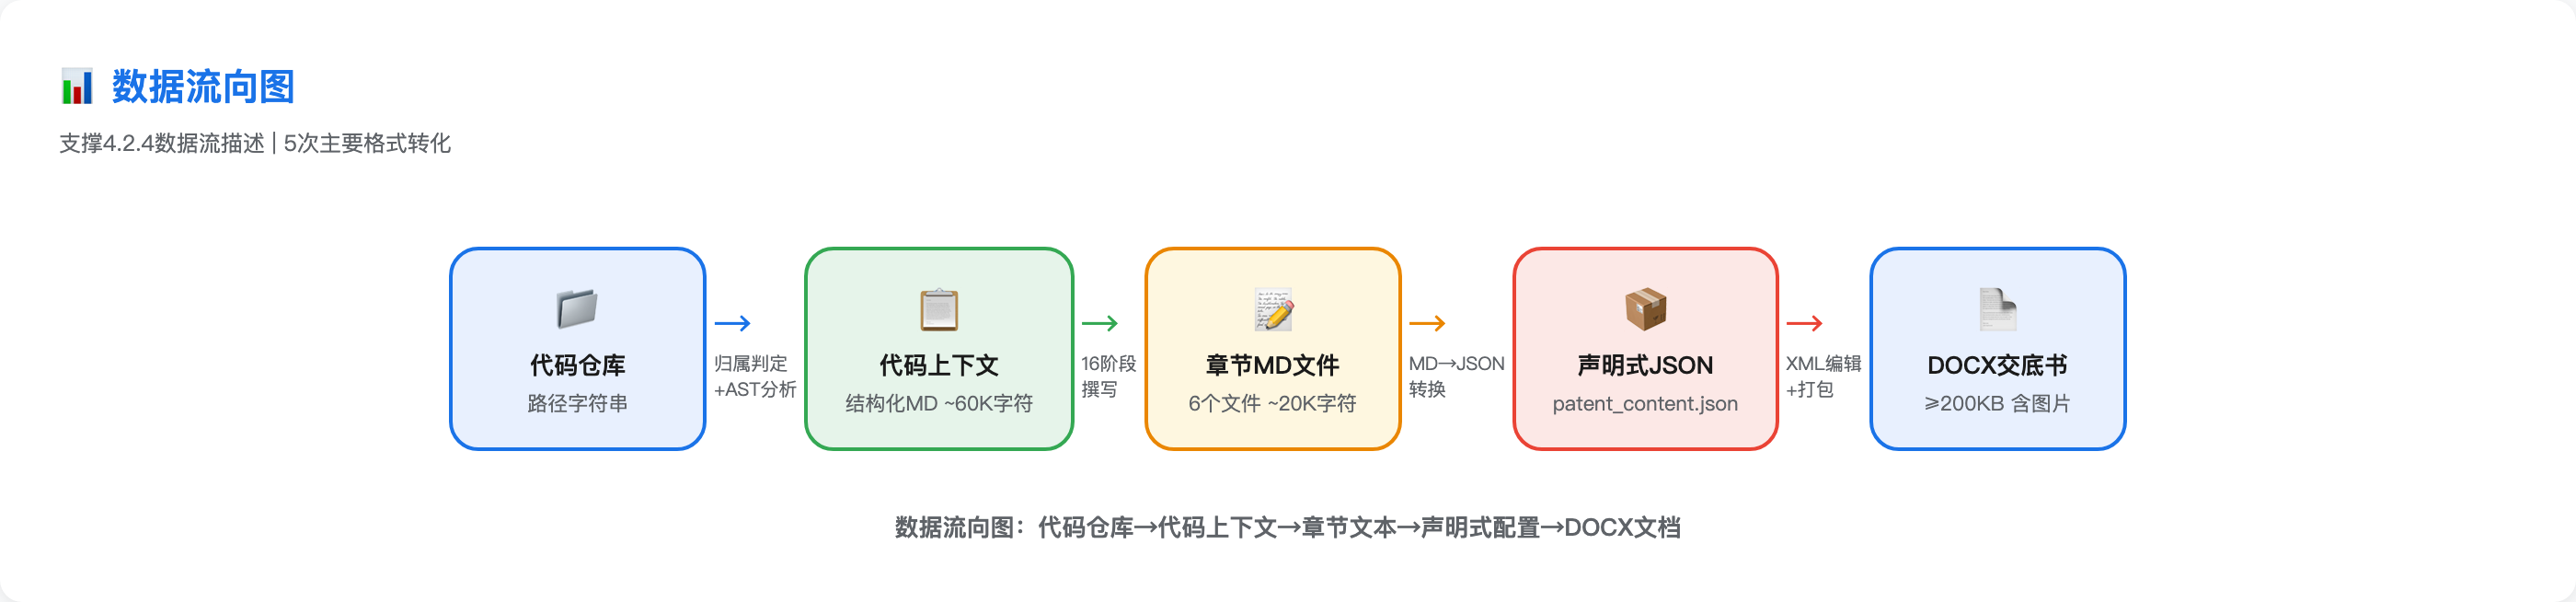 数据流向图
支撑4.2.4数据流描述 | 5次主要格式转化
代码仓库
路径字符串
归属判定
+AST分析
代码上下文
结构化MD ~60K字符
16阶段
撰写
章节MD文件
6个文件 ~20K字符
MD→JSON
转换
声明式JSON
patent_content.json
XML编辑
+打包
DOCX交底书
≥200KB 含图片
数据流向图：代码仓库→代码上下文→章节文本→声明式配置→DOCX文档